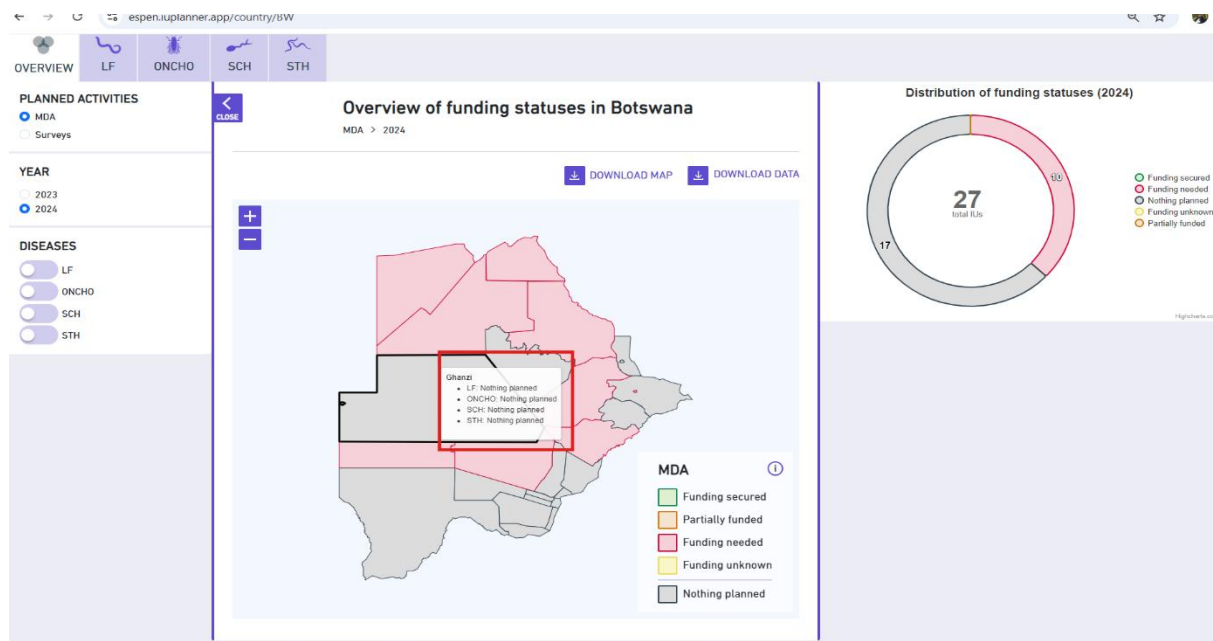 espen.iuplanner.app/country/BW
OVERVIEW
LF
ONCHO
SCH
STH
PLANNED ACTIVITIES
MDA
Surveys
YEAR
2023
2024
DISEASES
LF
ONCHO
SCH
STH
CLOSE
Overview of funding statuses in Botswana
MDA > 2024
DOWNLOAD MAP
DOWNLOAD DATA
+
−
Ghanzi
• LF: Nothing planned
• ONCHO: Nothing planned
• SCH: Nothing planned
• STH: Nothing planned
MDA
Funding secured
Partially funded
Funding needed
Funding unknown
Nothing planned
Distribution of funding statuses (2024)
10
27
total IUs
17
Funding secured
Funding needed
Nothing planned
Funding unknown
Partially funded
Highcharts.co